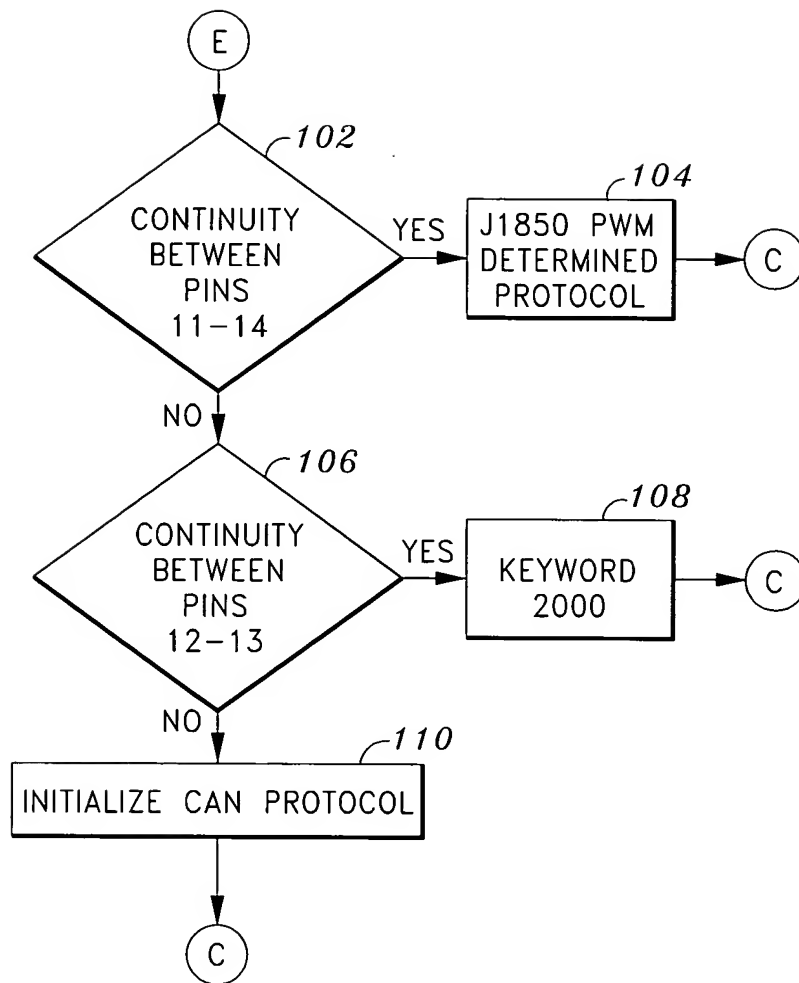 E
102
CONTINUITY
BETWEEN
PINS
11-14
YES
104
J1850 PWM
DETERMINED
PROTOCOL
C
NO
106
CONTINUITY
BETWEEN
PINS
12-13
YES
108
KEYWORD
2000
C
NO
110
INITIALIZE CAN PROTOCOL
C